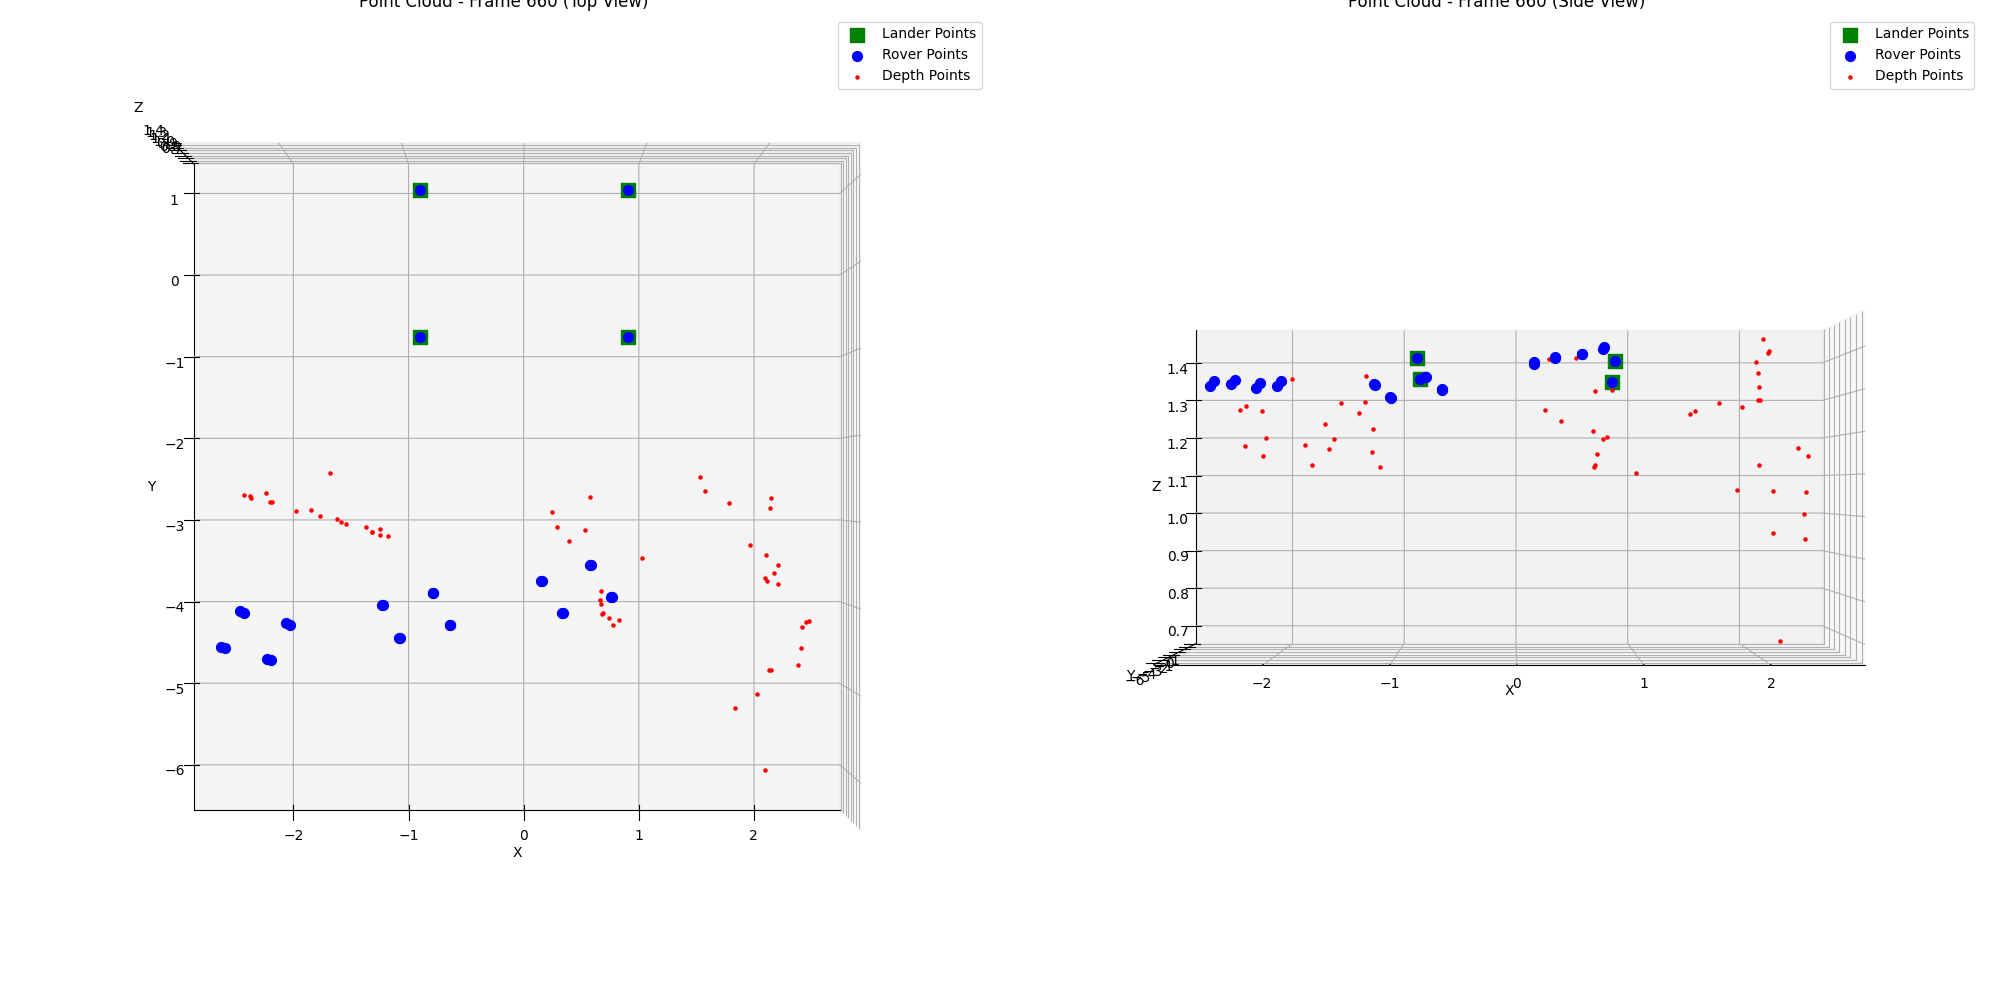 Point Cloud - Frame 660 (Top View)
Lander Points
Rover Points
Depth Points
Z
1
0
−1
−2
−3
−4
−5
−6
Y
−2
−1
0
1
2
X
Point Cloud - Frame 660 (Side View)
Lander Points
Rover Points
Depth Points
1.4
1.3
1.2
1.1
1.0
0.9
0.8
0.7
Z
Y
−2
−1
0
1
2
X